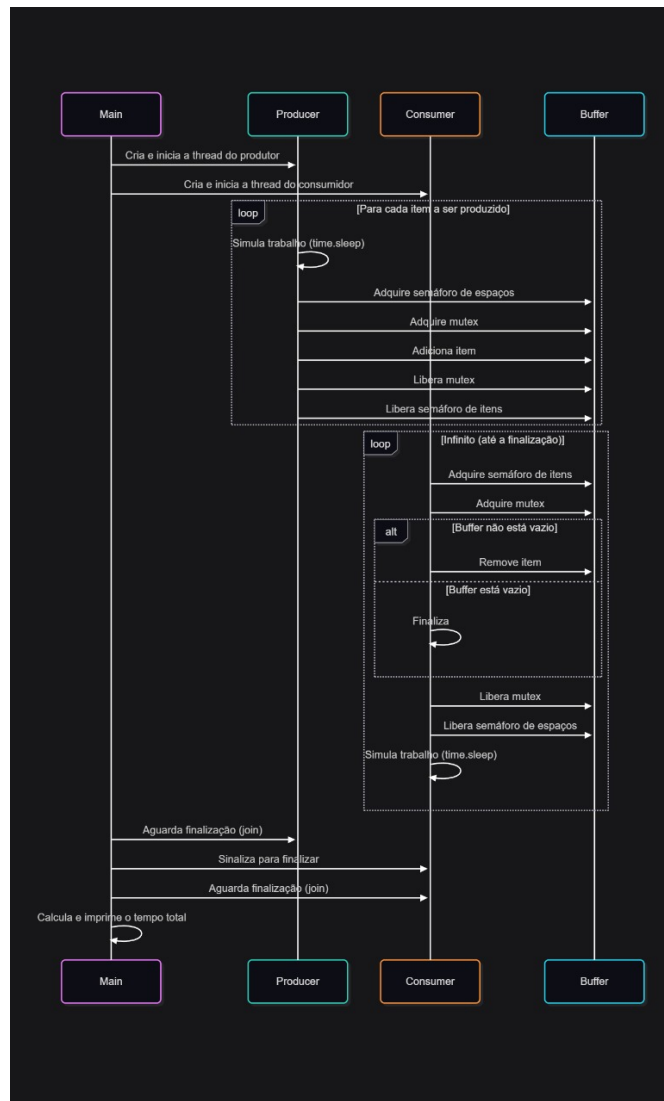 Main
Producer
Consumer
Buffer
Cria e inicia a thread do produtor
Cria e inicia a thread do consumidor
loop
[Para cada item a ser produzido]
Simula trabalho (time.sleep)
Adquire semáforo de espaços
Adquire mutex
Adiciona item
Libera mutex
Libera semáforo de itens
loop
[Infinito (até a finalização)]
Adquire semáforo de itens
Adquire mutex
alt
[Buffer não está vazio]
Remove item
[Buffer está vazio]
Finaliza
Libera mutex
Libera semáforo de espaços
Simula trabalho (time.sleep)
Aguarda finalização (join)
Sinaliza para finalizar
Aguarda finalização (join)
Calcula e imprime o tempo total
Main
Producer
Consumer
Buffer